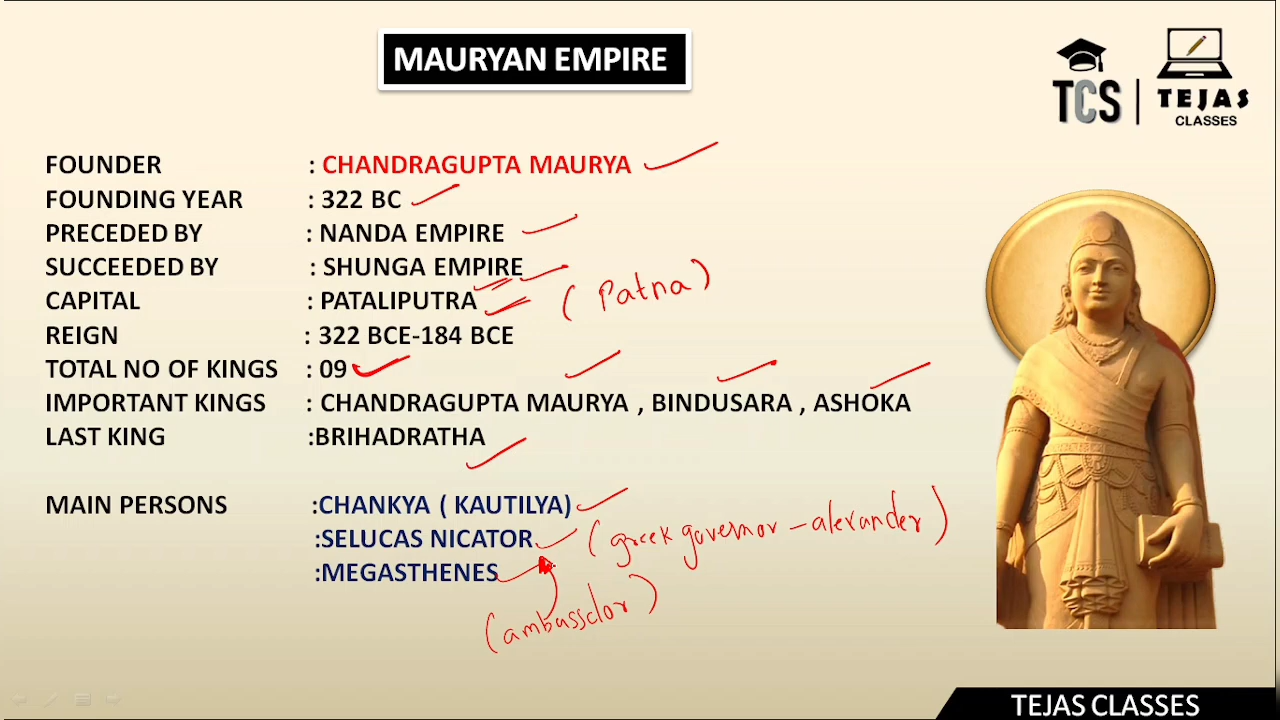 MAURYAN EMPIRE
TCS | TEJAS
CLASSES
FOUNDER : CHANDRAGUPTA MAURYA
FOUNDING YEAR : 322 BC
PRECEDED BY : NANDA EMPIRE
SUCCEEDED BY : SHUNGA EMPIRE
CAPITAL : PATALIPUTRA (Patna)
REIGN : 322 BCE-184 BCE
TOTAL NO OF KINGS : 09
IMPORTANT KINGS : CHANDRAGUPTA MAURYA , BINDUSARA , ASHOKA
LAST KING :BRIHADRATHA
MAIN PERSONS :CHANKYA ( KAUTILYA)
:SELUCAS NICATOR (greek governor - alexander)
:MEGASTHENES
(ambassdor)
TEJAS CLASSES